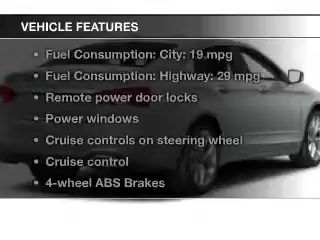 VEHICLE FEATURES
• Fuel Consumption: City: 19 mpg
• Fuel Consumption: Highway: 29 mpg
• Remote power door locks
• Power windows
• Cruise controls on steering wheel
• Cruise control
• 4-wheel ABS Brakes